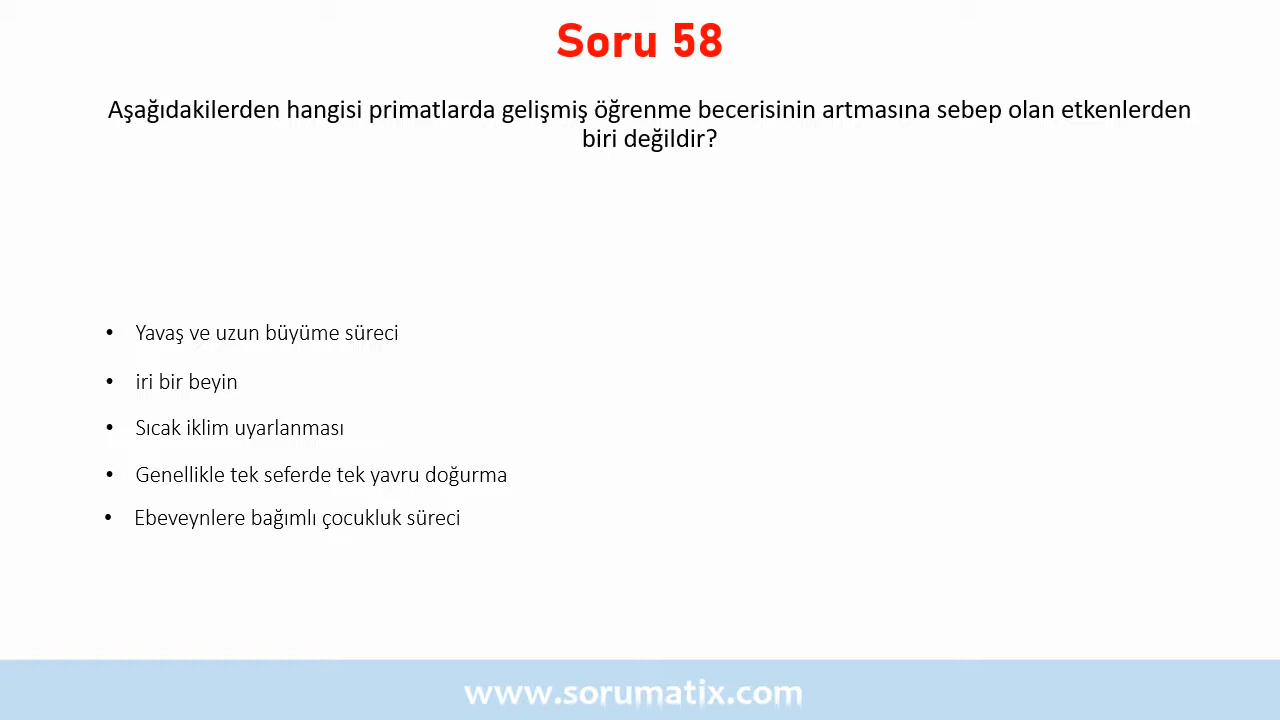 Soru 58
Aşağıdakilerden hangisi primatlarda gelişmiş öğrenme becerisinin artmasına sebep olan etkenlerden
biri değildir?
• Yavaş ve uzun büyüme süreci
• iri bir beyin
• Sıcak iklim uyarlanması
• Genellikle tek seferde tek yavru doğurma
• Ebeveynlere bağımlı çocukluk süreci
www.sorumatix.com